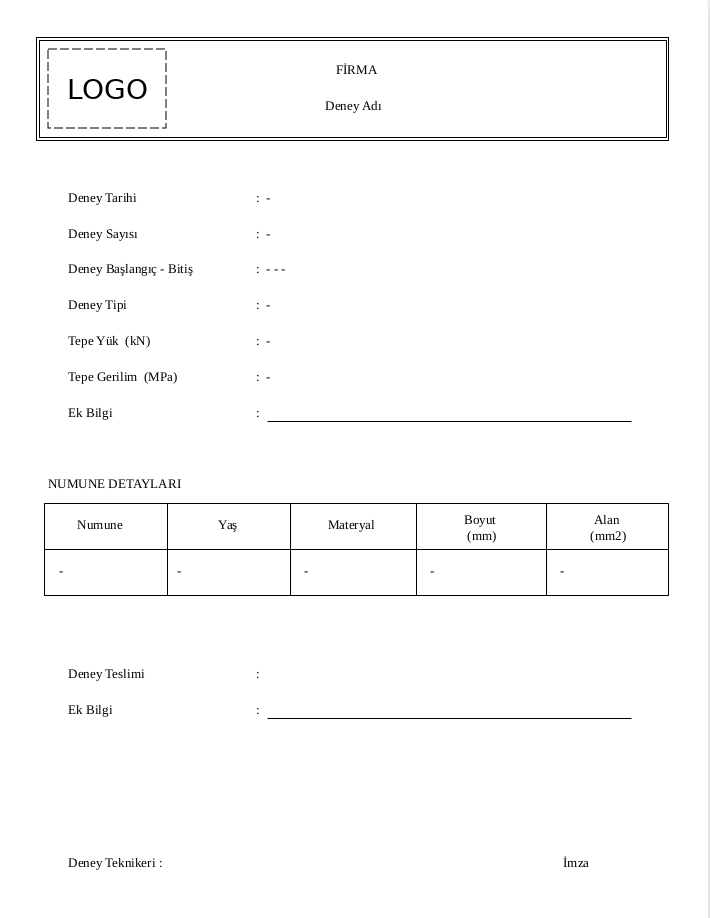 LOGO
FİRMA
Deney Adı
Deney Tarihi : -
Deney Sayısı : -
Deney Başlangıç - Bitiş : - - -
Deney Tipi : -
Tepe Yük (kN) : -
Tepe Gerilim (MPa) : -
Ek Bilgi :
NUMUNE DETAYLARI
Numune Yaş Materyal Boyut (mm) Alan (mm2)
- - - - -
Deney Teslimi :
Ek Bilgi :
Deney Teknikeri : İmza